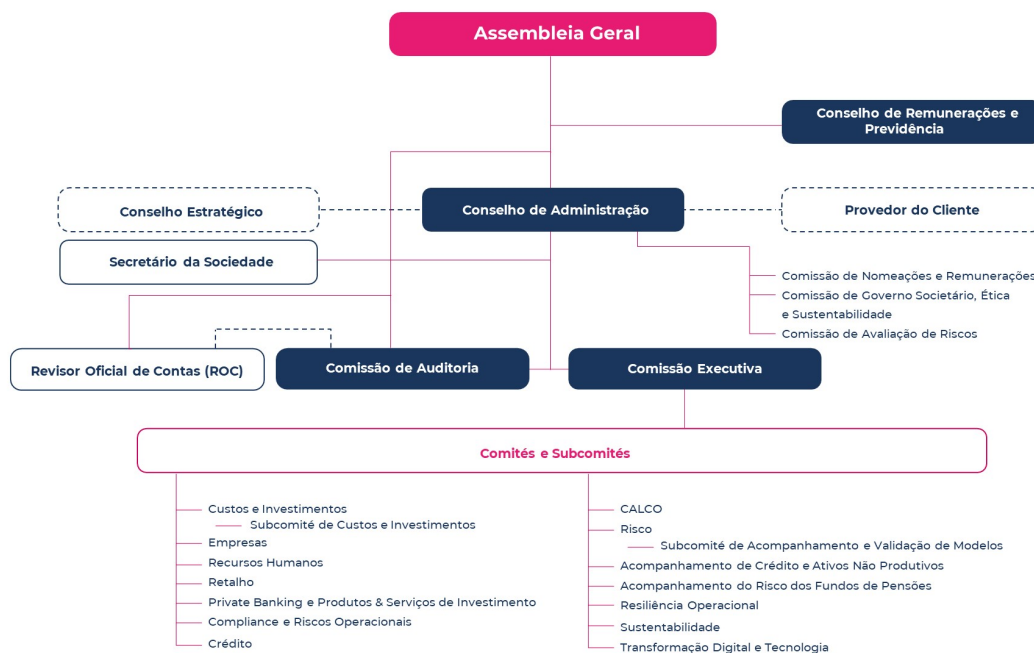 Assembleia Geral
Conselho de Remunerações e
Previdência
Conselho Estratégico
Conselho de Administração
Provedor do Cliente
Secretário da Sociedade
Comissão de Nomeações e Remunerações
Comissão de Governo Societário, Ética
e Sustentabilidade
Comissão de Avaliação de Riscos
Revisor Oficial de Contas (ROC)
Comissão de Auditoria
Comissão Executiva
Comités e Subcomités
Custos e Investimentos
Subcomité de Custos e Investimentos
Empresas
Recursos Humanos
Retalho
Private Banking e Produtos & Serviços de Investimento
Compliance e Riscos Operacionais
Crédito
CALCO
Risco
Subcomité de Acompanhamento e Validação de Modelos
Acompanhamento de Crédito e Ativos Não Produtivos
Acompanhamento do Risco dos Fundos de Pensões
Resiliência Operacional
Sustentabilidade
Transformação Digital e Tecnologia